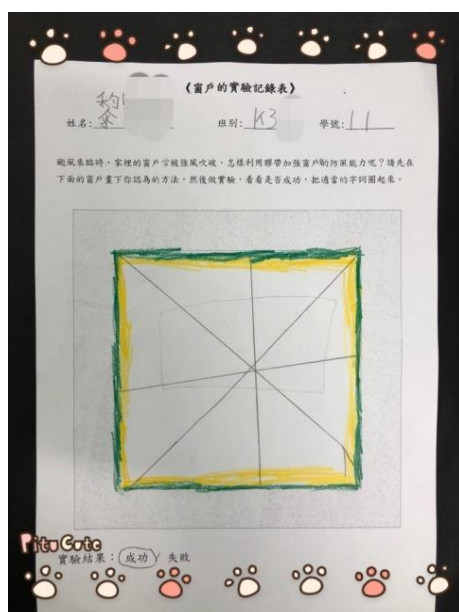 《窗戶的實驗記錄表》
姓名: 黎 班別: K3 學號: 11
颱風來臨時，家裡的窗戶常被強風吹破，怎樣利用膠帶加強窗戶的防風能力呢？請先在
下面的窗戶畫下你認為的方法，然後做實驗，看看是否成功，把適當的字詞圈起來。
Pitu Cute
實驗結果：成功 / 失敗